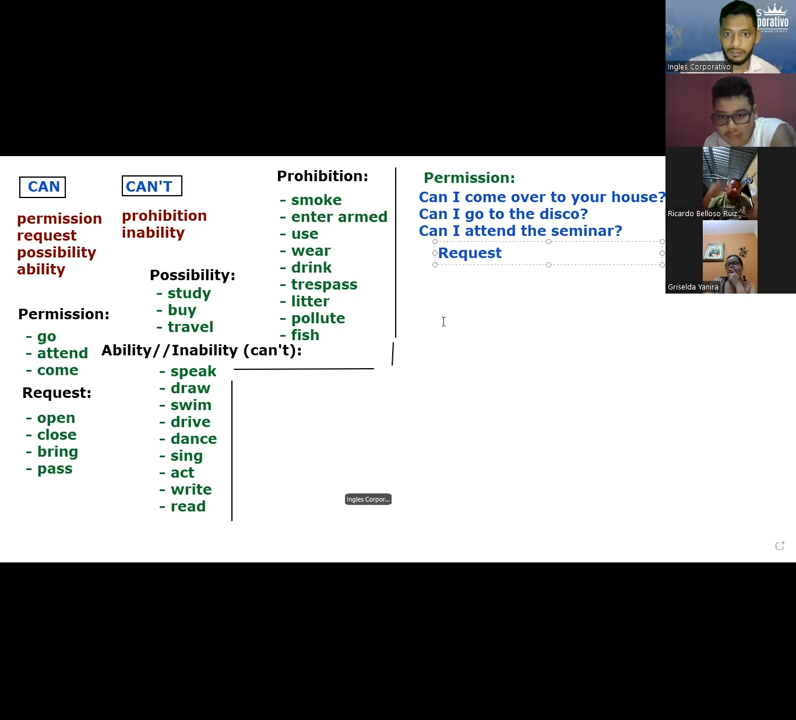 CAN
permission
request
possibility
ability
CAN'T
prohibition
inability
Permission:
- go
- attend
- come
Request:
- open
- close
- bring
- pass
Possibility:
- study
- buy
- travel
Ability//Inability (can't):
- speak
- draw
- swim
- drive
- dance
- sing
- act
- write
- read
Prohibition:
- smoke
- enter armed
- use
- wear
- drink
- trespass
- litter
- pollute
- fish
Permission:
Can I come over to your house?
Can I go to the disco?
Can I attend the seminar?
Request
Ingles Corpor...
S
porativo
Ingles Corporativo
Ricardo Belloso Ruiz
Griselda Yanira